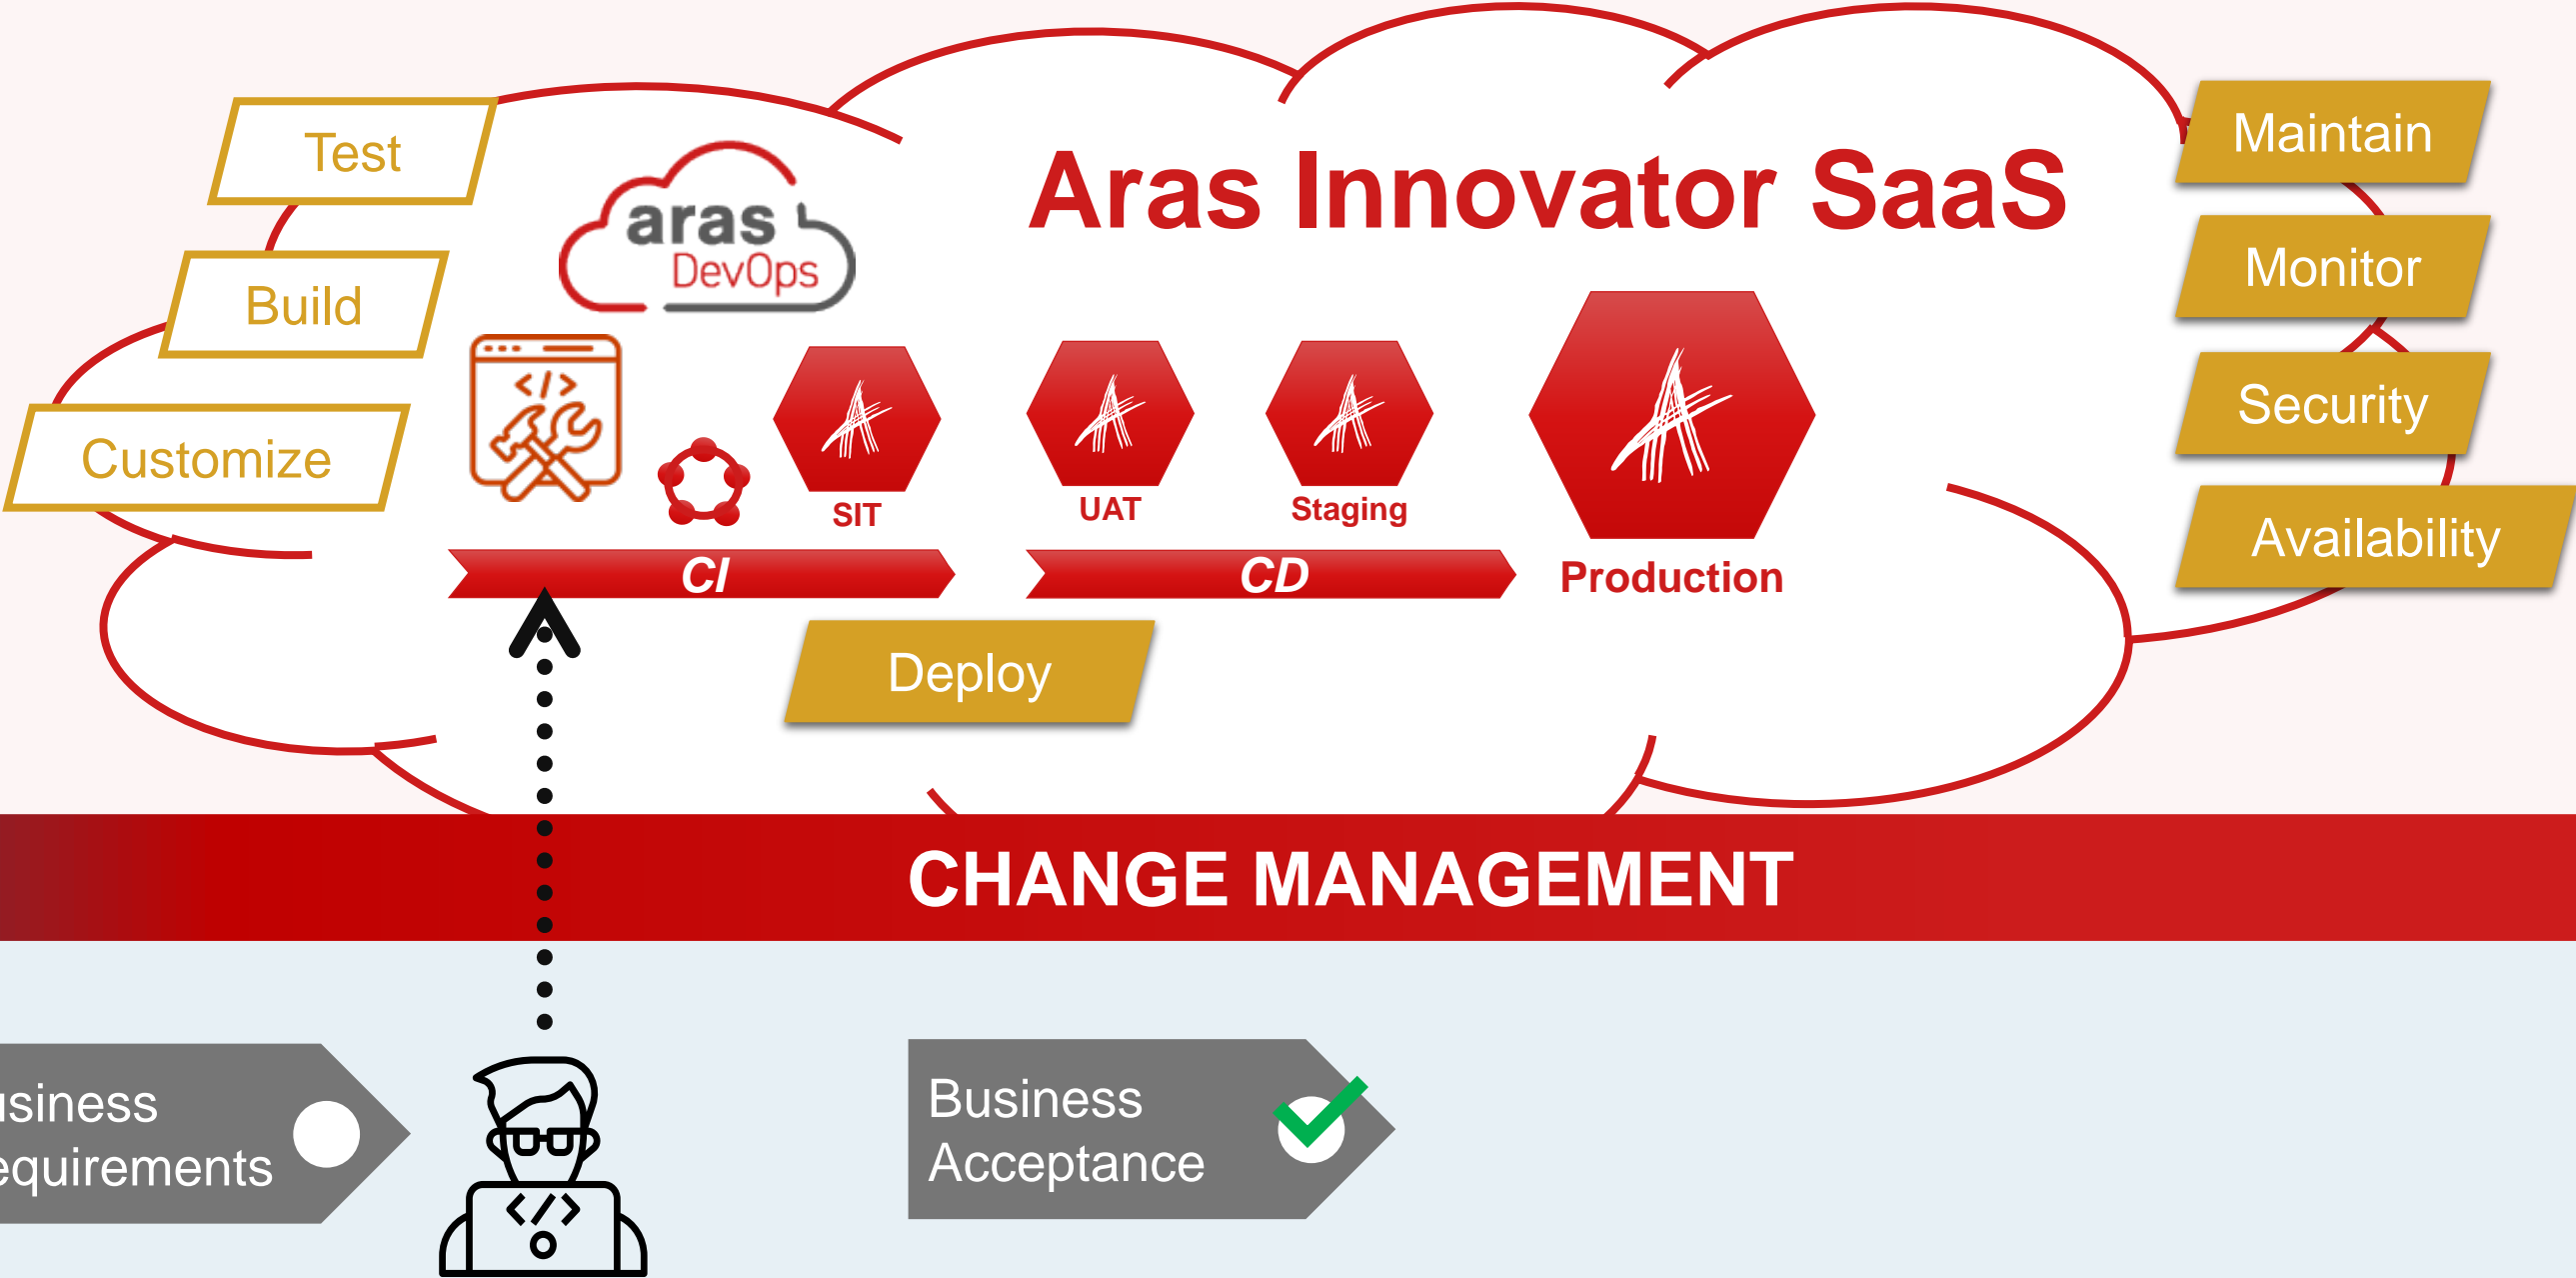 Test
Build
Customize
aras
DevOps
Aras Innovator SaaS
Maintain
Monitor
Security
Availability
</>
SIT
UAT
Staging
Production
CI
CD
Deploy
CHANGE MANAGEMENT
usiness
equirements
</>
Business
Acceptance